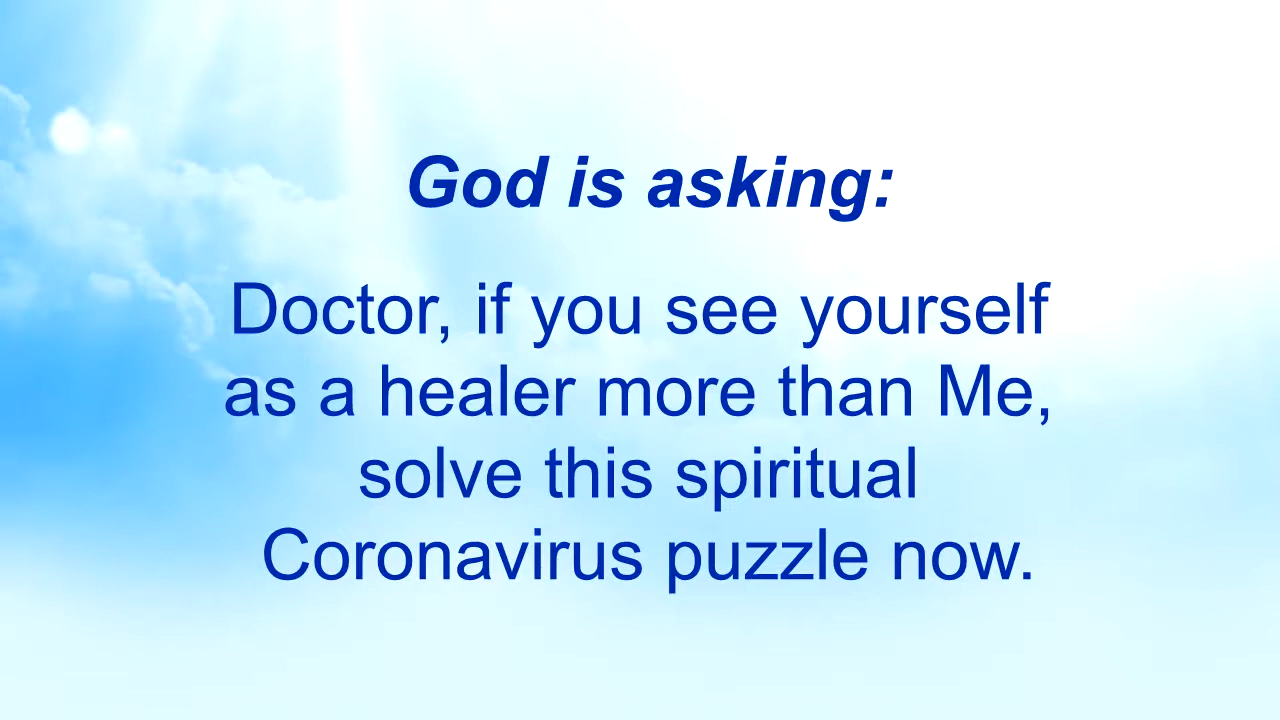 God is asking:
Doctor, if you see yourself
as a healer more than Me,
solve this spiritual
Coronavirus puzzle now.